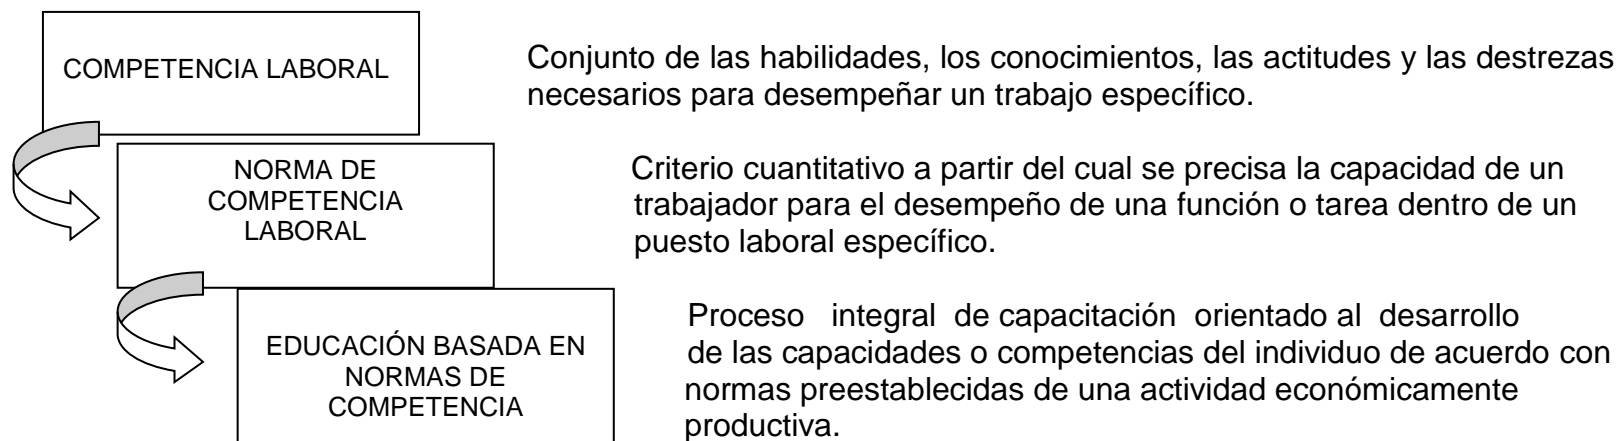 COMPETENCIA LABORAL
Conjunto de las habilidades, los conocimientos, las actitudes y las destrezas
necesarios para desempeñar un trabajo específico.
NORMA DE
COMPETENCIA
LABORAL
Criterio cuantitativo a partir del cual se precisa la capacidad de un
trabajador para el desempeño de una función o tarea dentro de un
puesto laboral específico.
EDUCACIÓN BASADA EN
NORMAS DE
COMPETENCIA
Proceso integral de capacitación orientado al desarrollo
de las capacidades o competencias del individuo de acuerdo con
normas preestablecidas de una actividad económicamente
productiva.